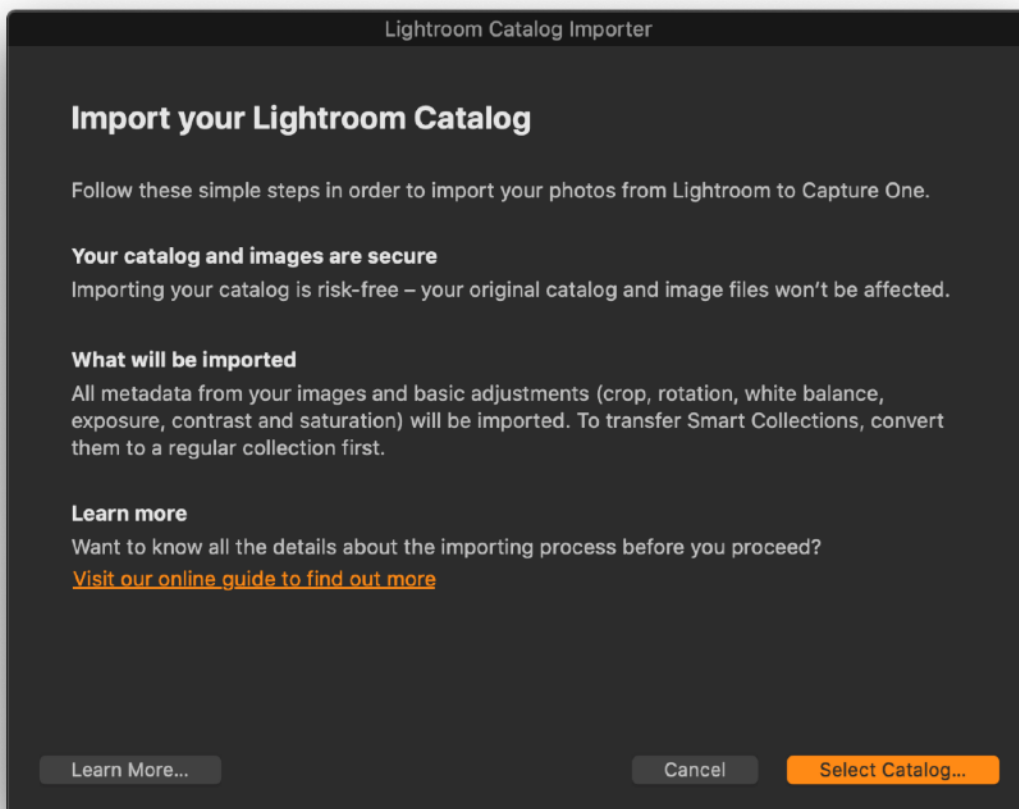 Lightroom Catalog Importer
Import your Lightroom Catalog
Follow these simple steps in order to import your photos from Lightroom to Capture One.
Your catalog and images are secure
Importing your catalog is risk-free – your original catalog and image files won't be affected.
What will be imported
All metadata from your images and basic adjustments (crop, rotation, white balance,
exposure, contrast and saturation) will be imported. To transfer Smart Collections, convert
them to a regular collection first.
Learn more
Want to know all the details about the importing process before you proceed?
Visit our online guide to find out more
Learn More...
Cancel
Select Catalog...